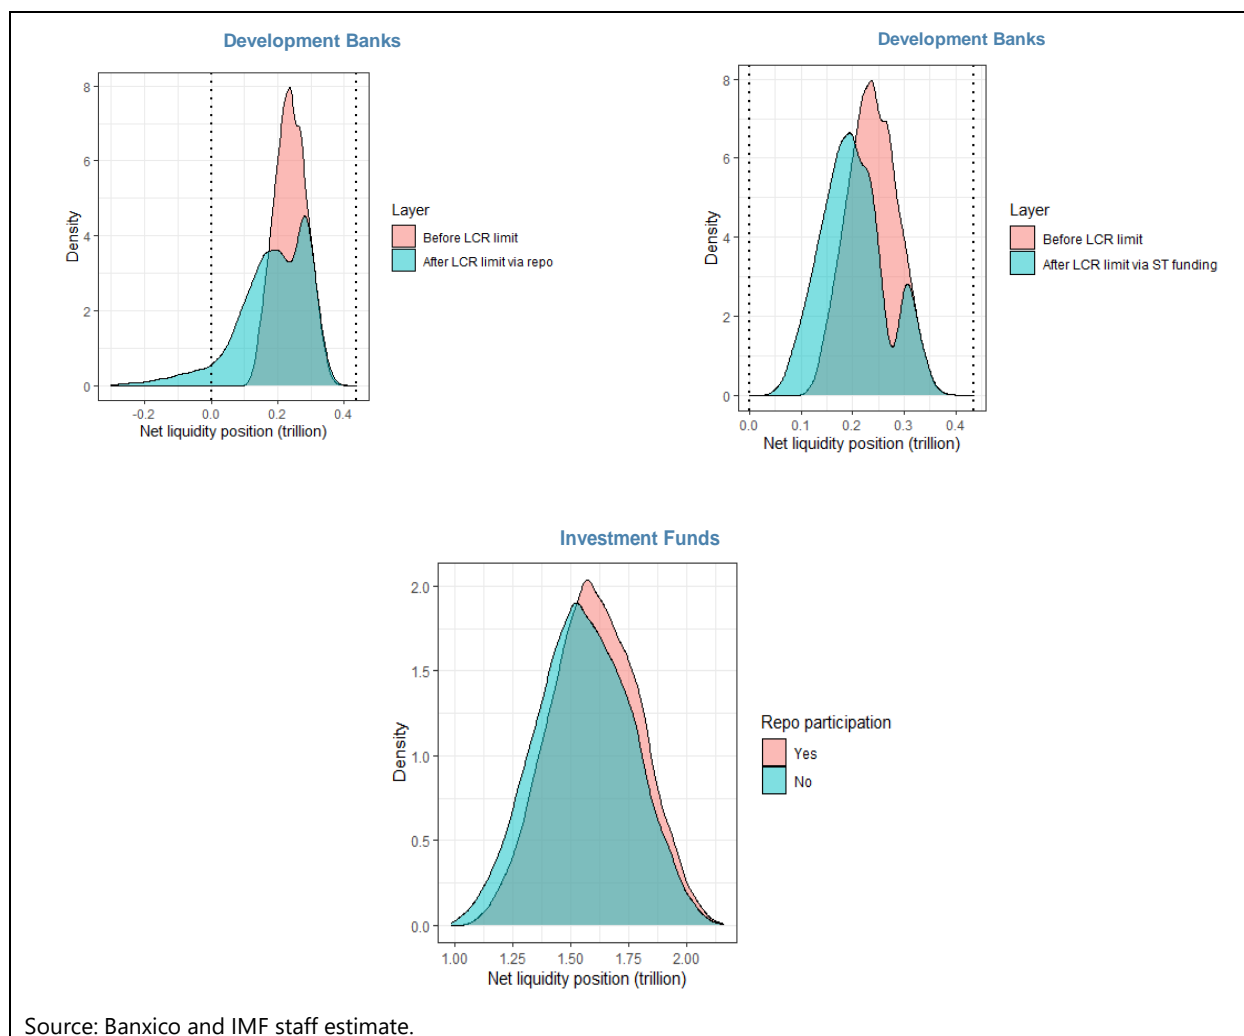 Development Banks
8
6
4
2
0
Density
-0.2 0.0 0.2 0.4
Net liquidity position (trillion)
Layer
Before LCR limit
After LCR limit via repo
Development Banks
8
6
4
2
0
Density
0.0 0.1 0.2 0.3 0.4
Net liquidity position (trillion)
Layer
Before LCR limit
After LCR limit via ST funding
Investment Funds
2.0
1.5
1.0
0.5
0.0
Density
1.00 1.25 1.50 1.75 2.00
Net liquidity position (trillion)
Repo participation
Yes
No
Source: Banxico and IMF staff estimate.